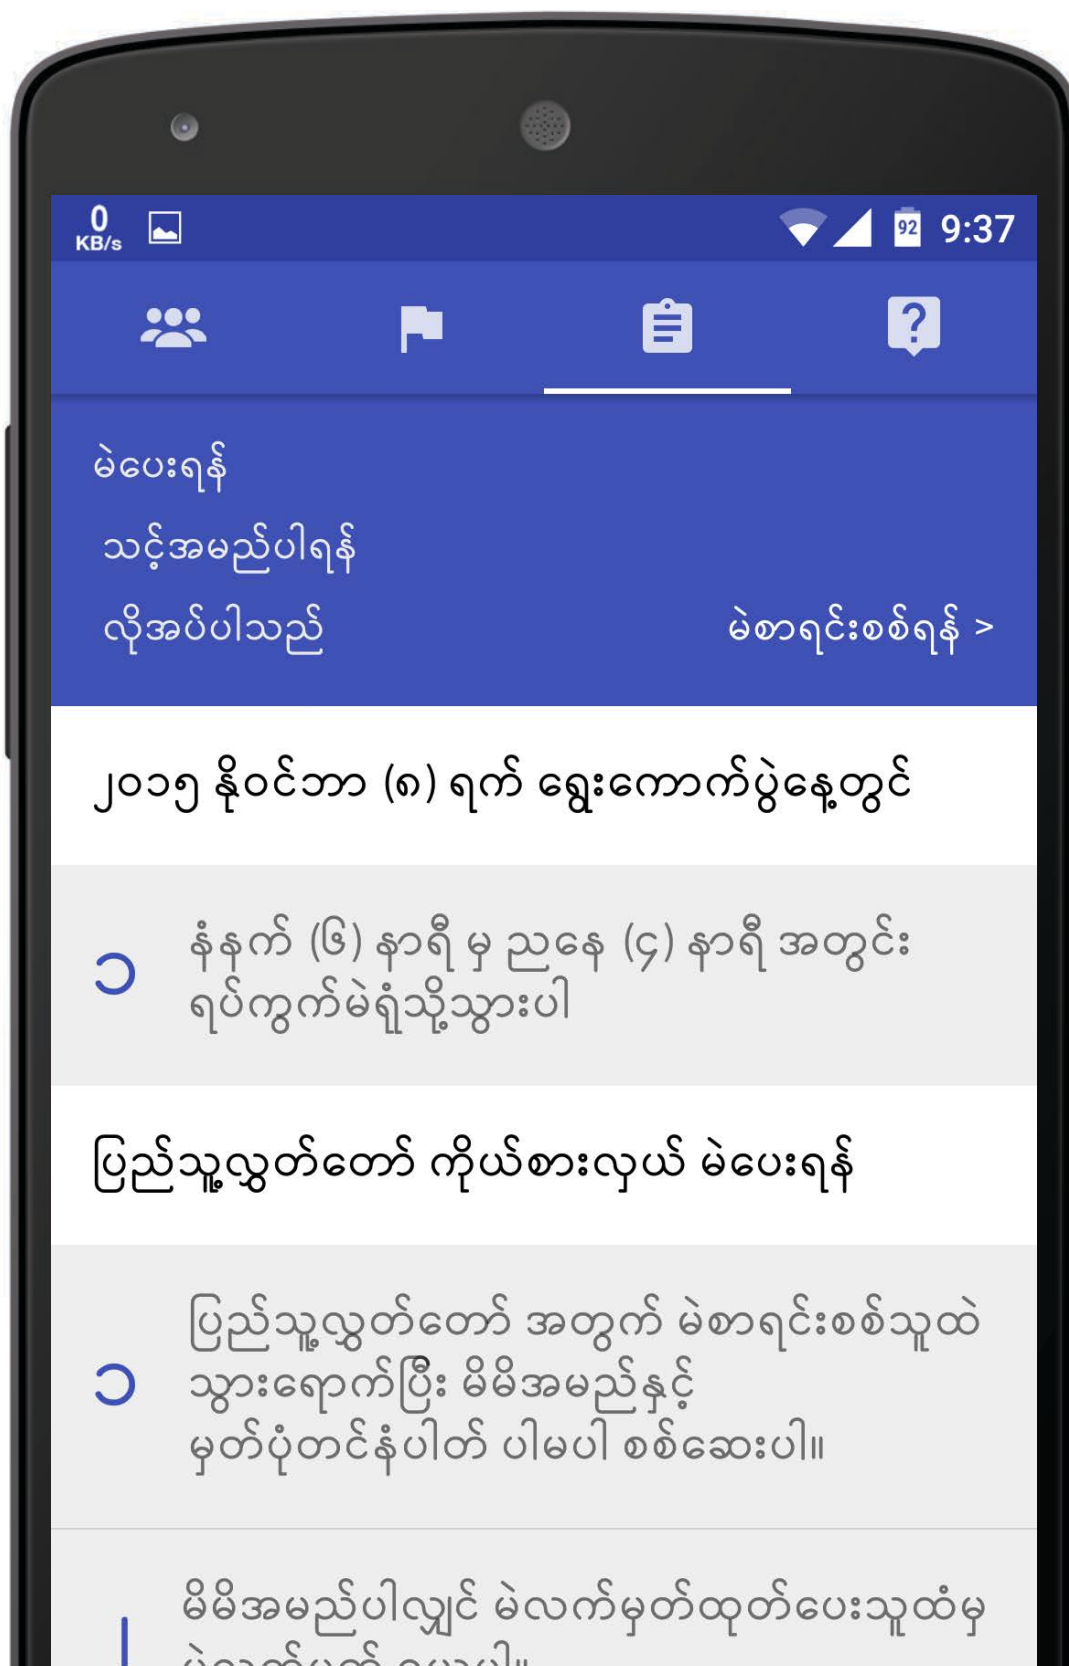 0
KB/s
92 9:37
မဲပေးရန်
သင့်အမည်ပါရန်
လိုအပ်ပါသည်
မဲစာရင်းစစ်ရန် >
၂၀၁၅ နိုဝင်ဘာ (၈) ရက် ရွေးကောက်ပွဲနေ့တွင်
၁ နံနက် (၆) နာရီ မှ ညနေ (၄) နာရီ အတွင်း
ရပ်ကွက်မဲရုံသို့သွားပါ
ပြည်သူ့လွှတ်တော် ကိုယ်စားလှယ် မဲပေးရန်
ပြည်သူ့လွှတ်တော် အတွက် မဲစာရင်းစစ်သူထဲ
၁ သွားရောက်ပြီး မိမိအမည်နှင့်
မှတ်ပုံတင်နံပါတ် ပါမပါ စစ်ဆေးပါ။
မိမိအမည်ပါလျှင် မဲလက်မှတ်ထုတ်ပေးသူထံမှ